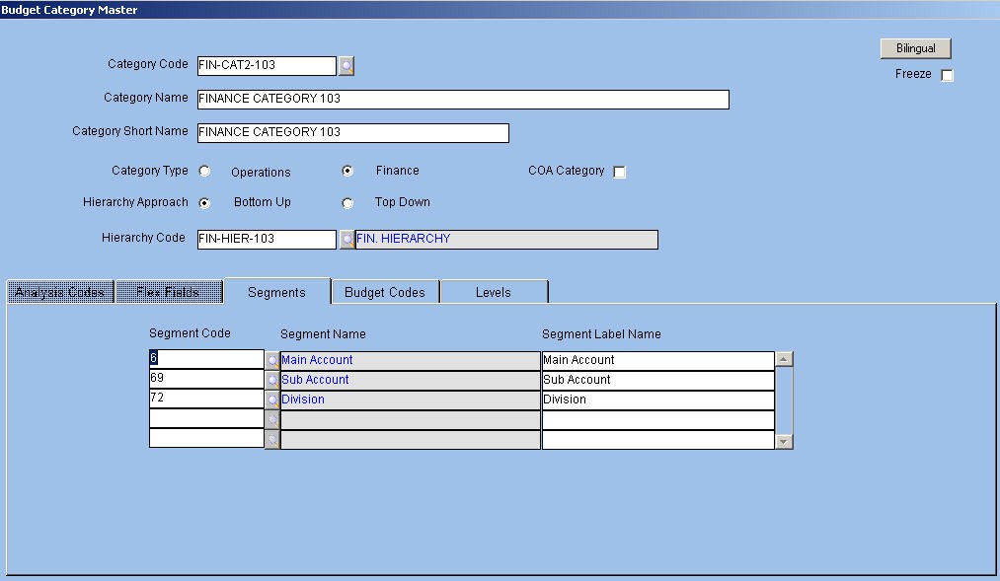 Budget Category Master
Bilingual
Category Code FIN-CAT2-103
Freeze
Category Name FINANCE CATEGORY 103
Category Short Name FINANCE CATEGORY 103
Category Type Operations Finance COA Category
Hierarchy Approach Bottom Up Top Down
Hierarchy Code FIN-HIER-103 FIN. HIERARCHY
Analysis Codes Flex Fields Segments Budget Codes Levels
Segment Code Segment Name Segment Label Name
6 Main Account Main Account
69 Sub Account Sub Account
72 Division Division